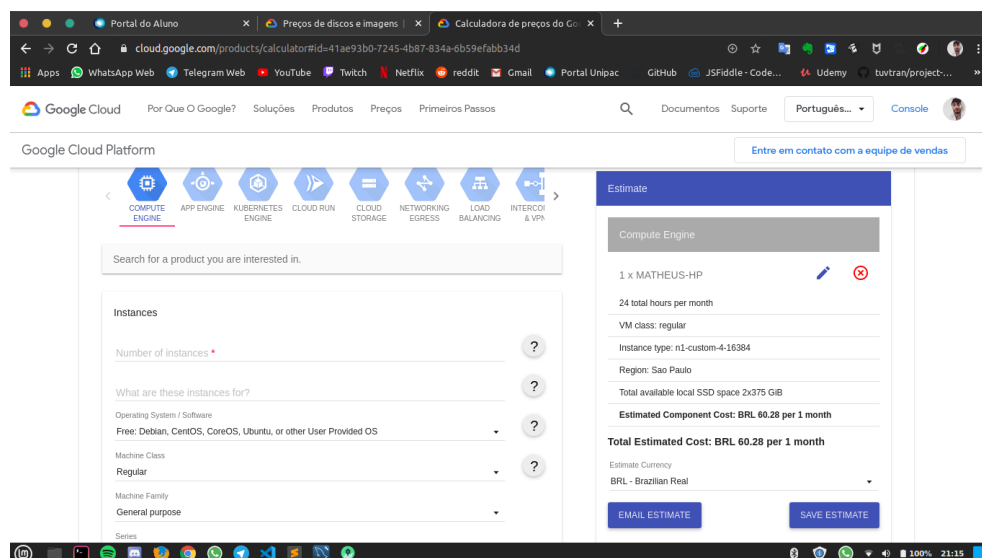 Portal do Aluno
Preços de discos e imagens |
Calculadora de preços do Go
cloud.google.com/products/calculator#id=41ae93b0-7245-4b87-834a-6b59efabb34d
Apps WhatsApp Web Telegram Web YouTube Twitch Netflix reddit Gmail Portal Unipac GitHub JSFiddle - Code... Udemy tuvtran/project-... »
Google Cloud Por Que O Google? Soluções Produtos Preços Primeiros Passos Documentos Suporte Português... Console
Google Cloud Platform
Entre em contato com a equipe de vendas
COMPUTE ENGINE
APP ENGINE
KUBERNETES ENGINE
CLOUD RUN
CLOUD STORAGE
NETWORKING EGRESS
LOAD BALANCING
& VPN
Search for a product you are interested in.
Instances
Number of instances *
?
What are these instances for?
?
Operating System / Software
Free: Debian, CentOS, CoreOS, Ubuntu, or other User Provided OS
?
Machine Class
Regular
?
Machine Family
General purpose
Series
Estimate
Compute Engine
1 x MATHEUS-HP
24 total hours per month
VM class: regular
Instance type: n1-custom-4-16384
Region: Sao Paulo
Total available local SSD space 2x375 GiB
Estimated Component Cost: BRL 60.28 per 1 month
Total Estimated Cost: BRL 60.28 per 1 month
Estimate Currency
BRL - Brazilian Real
EMAIL ESTIMATE
SAVE ESTIMATE
100% 21:15